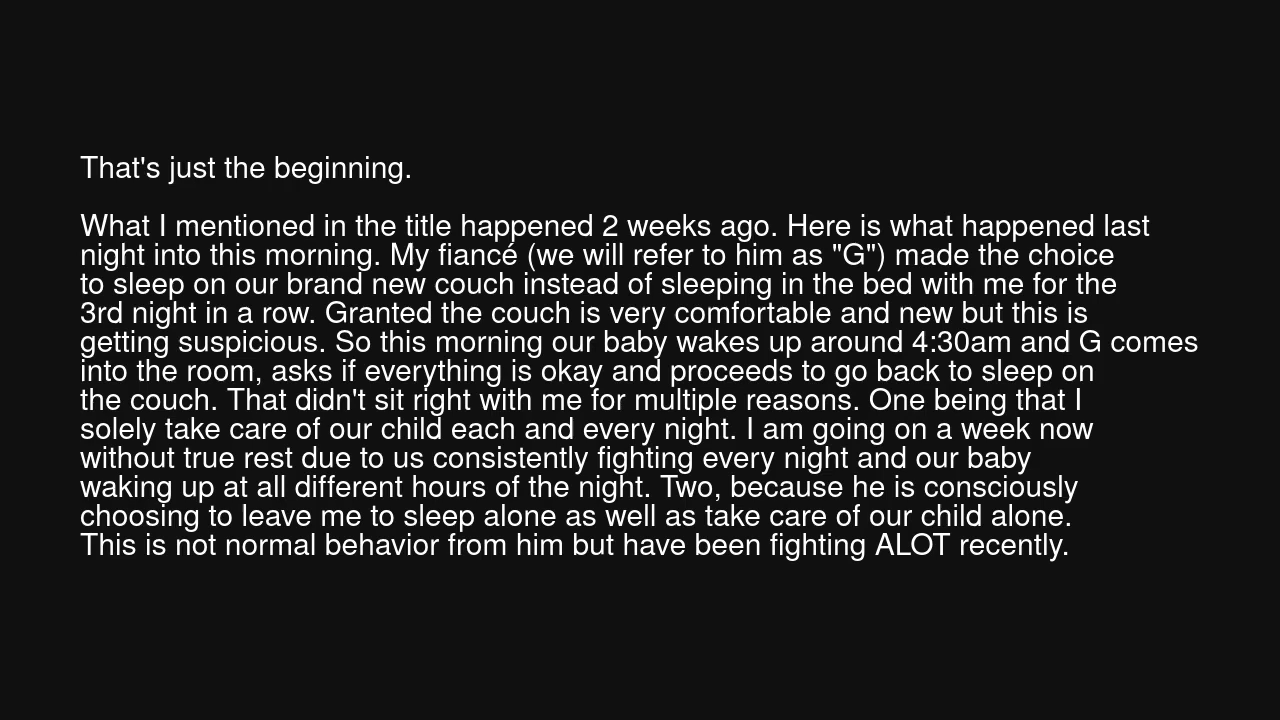 That's just the beginning.
What I mentioned in the title happened 2 weeks ago. Here is what happened last
night into this morning. My fiancé (we will refer to him as "G") made the choice
to sleep on our brand new couch instead of sleeping in the bed with me for the
3rd night in a row. Granted the couch is very comfortable and new but this is
getting suspicious. So this morning our baby wakes up around 4:30am and G comes
into the room, asks if everything is okay and proceeds to go back to sleep on
the couch. That didn't sit right with me for multiple reasons. One being that I
solely take care of our child each and every night. I am going on a week now
without true rest due to us consistently fighting every night and our baby
waking up at all different hours of the night. Two, because he is consciously
choosing to leave me to sleep alone as well as take care of our child alone.
This is not normal behavior from him but have been fighting ALOT recently.